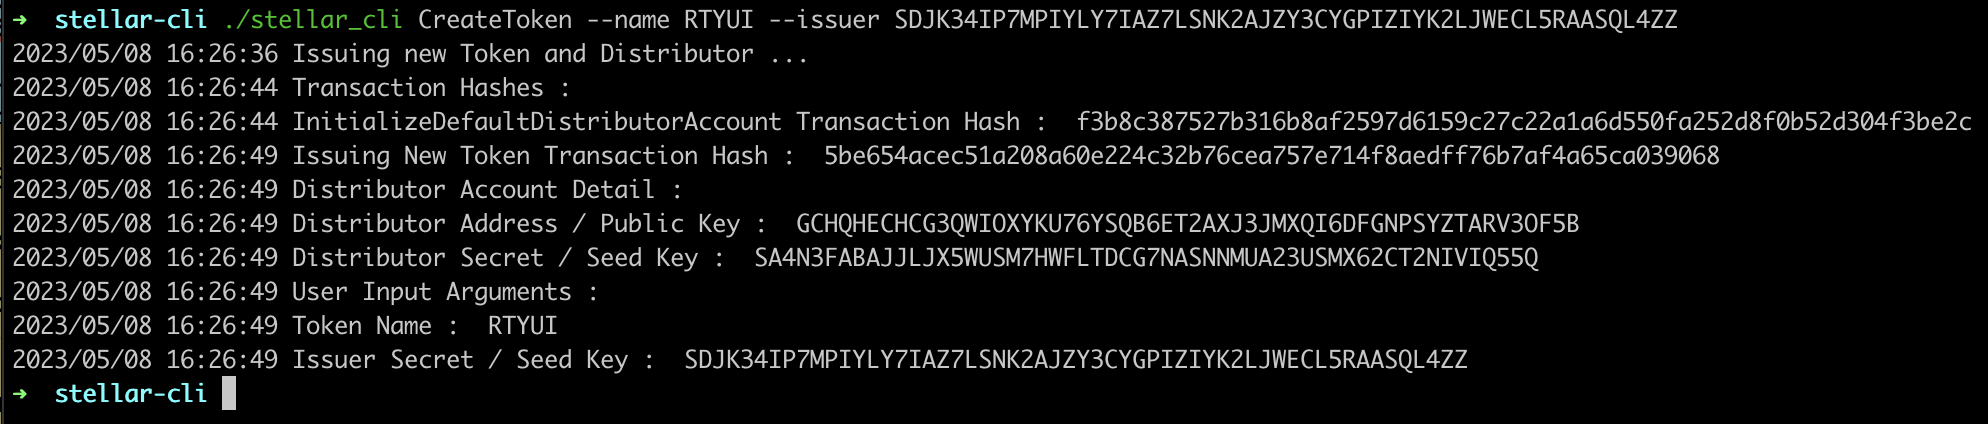 → stellar-cli ./stellar_cli CreateToken --name RTYUI --issuer SDJK34IP7MPIYLY7IAZ7LSNK2AJZY3CYGPIZIYK2LJWECL5RAASQL4ZZ
2023/05/08 16:26:36 Issuing new Token and Distributor ...
2023/05/08 16:26:44 Transaction Hashes :
2023/05/08 16:26:44 InitializeDefaultDistributorAccount Transaction Hash :  f3b8c387527b316b8af2597d6159c27c22a1a6d550fa252d8f0b52d304f3be2c
2023/05/08 16:26:49 Issuing New Token Transaction Hash :  5be654acec51a208a60e224c32b76cea757e714f8aedff76b7af4a65ca039068
2023/05/08 16:26:49 Distributor Account Detail :
2023/05/08 16:26:49 Distributor Address / Public Key :  GCHQHECHCG3QWIOXYKU76YSQB6ET2AXJ3JMXQI6DFGNPSYZTARV3OF5B
2023/05/08 16:26:49 Distributor Secret / Seed Key :  SA4N3FABAJJLJX5WUSM7HWFLTDCG7NASNNMUA23USMX62CT2NIVIQ55Q
2023/05/08 16:26:49 User Input Arguments :
2023/05/08 16:26:49 Token Name :  RTYUI
2023/05/08 16:26:49 Issuer Secret / Seed Key :  SDJK34IP7MPIYLY7IAZ7LSNK2AJZY3CYGPIZIYK2LJWECL5RAASQL4ZZ
→ stellar-cli